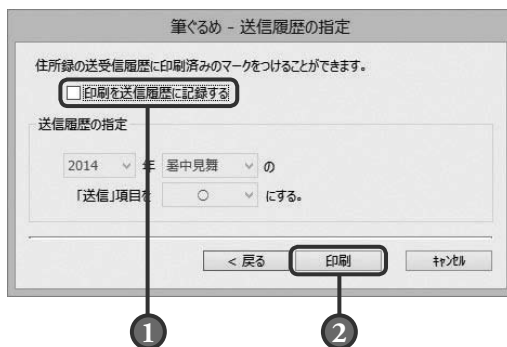 筆ぐるめ - 送信履歴の指定
住所録の送受信履歴に印刷済みのマークをつけることができます。
印刷を送信履歴に記録する
送信履歴の指定
2014 年 暑中見舞 の
「送信」項目を ○ にする。
< 戻る 印刷 ｷｬﾝｾﾙ
1 2